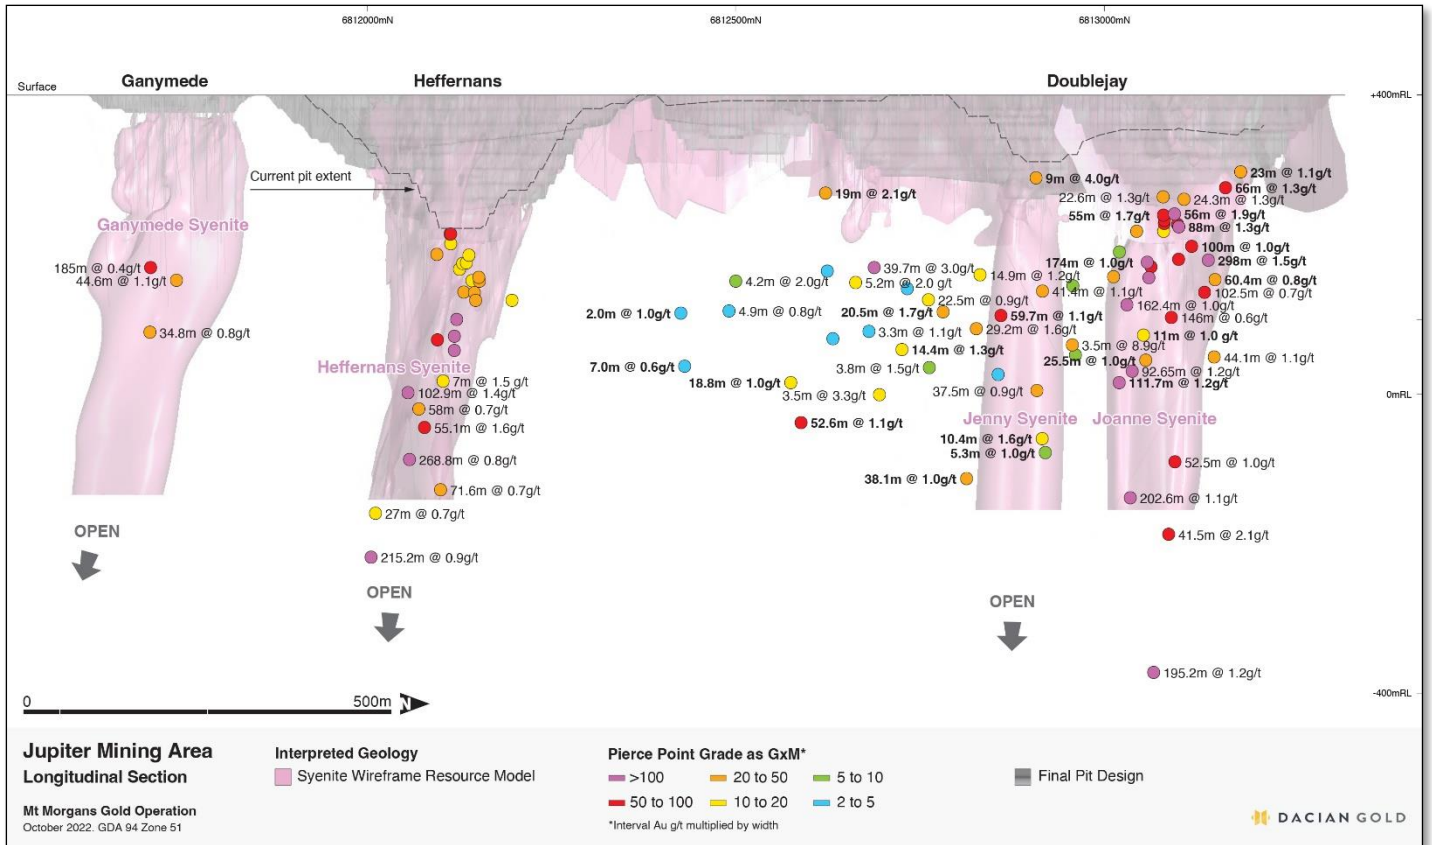 6812000mN
6812500mN
6813000mN
Ganymede
Heffernans
Doublejay
Surface
+400mRL
Current pit extent
Ganymede Syenite
185m @ 0.4g/t
44.6m @ 1.1g/t
34.8m @ 0.8g/t
Heffernans Syenite
7m @ 1.5 g/t
102.9m @ 1.4g/t
58m @ 0.7g/t
55.1m @ 1.6g/t
268.8m @ 0.8g/t
71.6m @ 0.7g/t
27m @ 0.7g/t
215.2m @ 0.9g/t
19m @ 2.1g/t
39.7m @ 3.0g/t
4.2m @ 2.0g/t
5.2m @ 2.0 g/t
14.9m @ 1.2g/t
2.0m @ 1.0g/t
4.9m @ 0.8g/t
22.5m @ 0.9g/t
20.5m @ 1.7g/t
3.3m @ 1.1g/t
29.2m @ 1.6g/t
14.4m @ 1.3g/t
7.0m @ 0.6g/t
3.8m @ 1.5g/t
18.8m @ 1.0g/t
3.5m @ 3.3g/t
37.5m @ 0.9g/t
52.6m @ 1.1g/t
38.1m @ 1.0g/t
9m @ 4.0g/t
23m @ 1.1g/t
66m @ 1.3g/t
22.6m @ 1.3g/t
24.3m @ 1.3g/t
55m @ 1.7g/t
56m @ 1.9g/t
88m @ 1.3g/t
100m @ 1.0g/t
174m @ 1.0g/t
298m @ 1.5g/t
60.4m @ 0.8g/t
41.4m @ 1.1g/t
102.5m @ 0.7g/t
162.4m @ 1.0g/t
59.7m @ 1.1g/t
146m @ 0.6g/t
11m @ 1.0 g/t
3.5m @ 8.9g/t
25.5m @ 1.0g/t
44.1m @ 1.1g/t
92.65m @ 1.2g/t
111.7m @ 1.2g/t
0mRL
Jenny Syenite
Joanne Syenite
10.4m @ 1.6g/t
5.3m @ 1.0g/t
52.5m @ 1.0g/t
202.6m @ 1.1g/t
41.5m @ 2.1g/t
195.2m @ 1.2g/t
OPEN
OPEN
OPEN
-400mRL
0
500m
N
Jupiter Mining Area
Longitudinal Section
Mt Morgans Gold Operation
October 2022. GDA 94 Zone 51
Interpreted Geology
Syenite Wireframe Resource Model
Pierce Point Grade as GxM*
>100
20 to 50
5 to 10
50 to 100
10 to 20
2 to 5
*Interval Au g/t multiplied by width
Final Pit Design
DACIAN GOLD